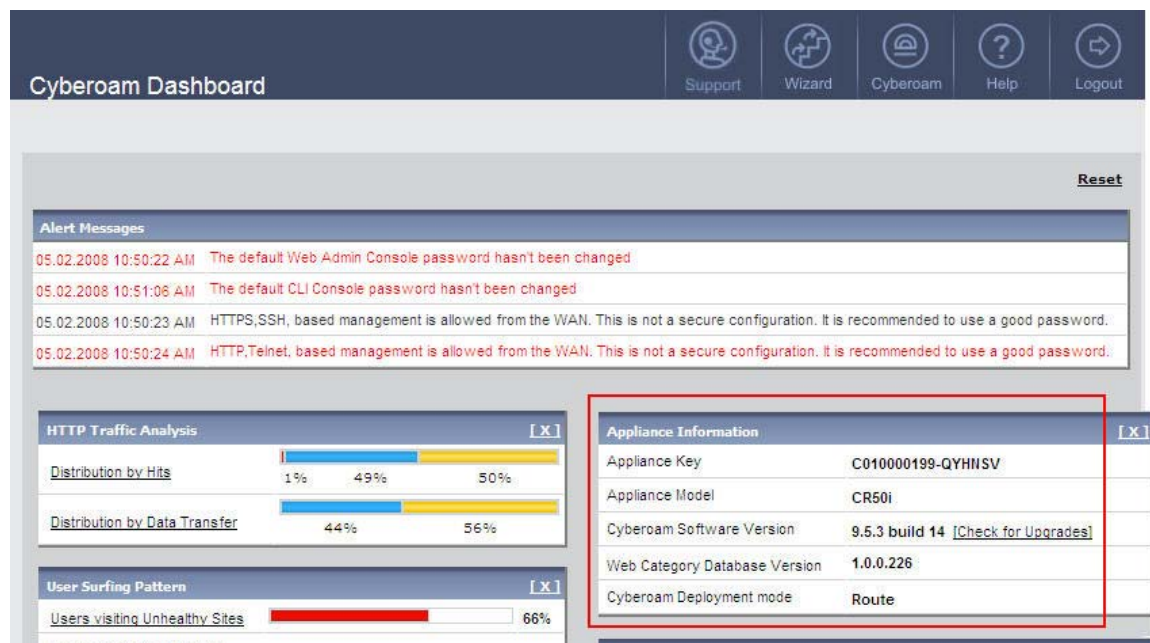 Cyberoam Dashboard
Support
Wizard
Cyberoam
Help
Logout
Reset
Alert Messages
05.02.2008 10:50:22 AM The default Web Admin Console password hasn't been changed
05.02.2008 10:51:06 AM The default CLI Console password hasn't been changed
05.02.2008 10:50:23 AM HTTPS,SSH, based management is allowed from the WAN. This is not a secure configuration. It is recommended to use a good password.
05.02.2008 10:50:24 AM HTTP,Telnet, based management is allowed from the WAN. This is not a secure configuration. It is recommended to use a good password.
HTTP Traffic Analysis [X]
Distribution by Hits
1% 49% 50%
Distribution by Data Transfer
44% 56%
User Surfing Pattern [X]
Users visiting Unhealthy Sites 66%
Appliance Information [X]
Appliance Key C010000199-QYHNSV
Appliance Model CR50i
Cyberoam Software Version 9.5.3 build 14 [Check for Upgrades]
Web Category Database Version 1.0.0.226
Cyberoam Deployment mode Route